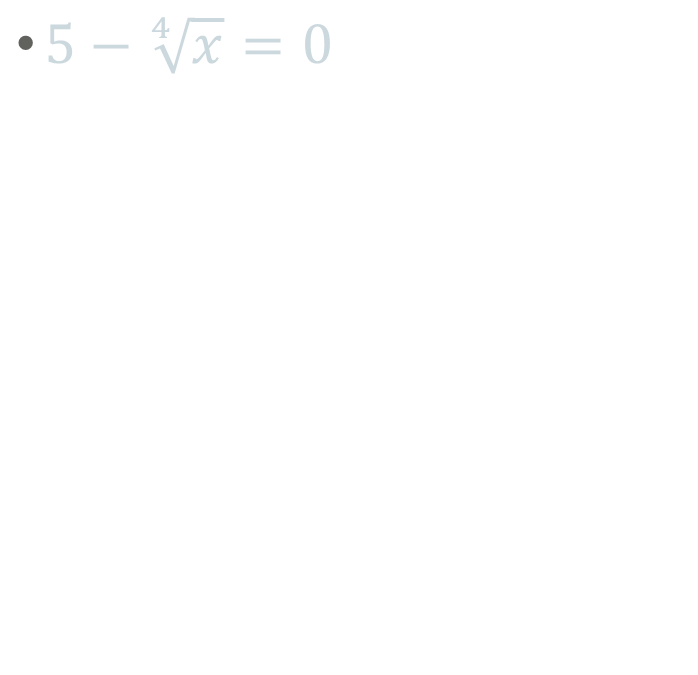 • 5 − ∜x = 0